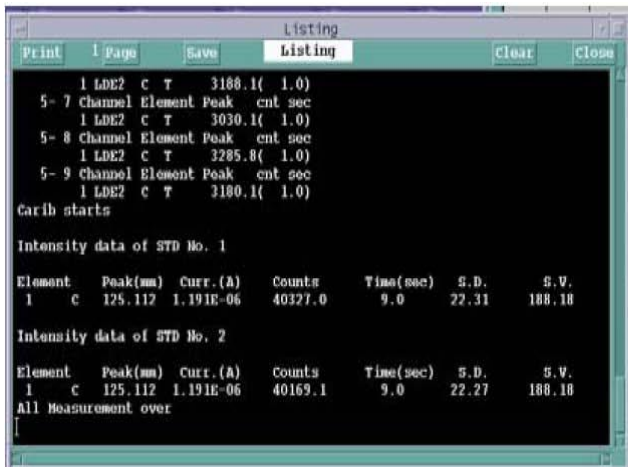 Listing
Print 1 Page Save Listing Clear Close
1 LDE2 C T 3188.1( 1.0)
5- 7 Channel Element Peak cnt sec
1 LDE2 C T 3030.1( 1.0)
5- 8 Channel Element Peak cnt sec
1 LDE2 C T 3285.8( 1.0)
5- 9 Channel Element Peak cnt sec
1 LDE2 C T 3180.1( 1.0)
Carib starts
Intensity data of STD No. 1
Element Peak(mm) Curr.(A) Counts Time(sec) S.D. S.V.
1 C 125.112 1.191E-06 40327.0 9.0 22.31 188.18
Intensity data of STD No. 2
Element Peak(mm) Curr.(A) Counts Time(sec) S.D. S.V.
1 C 125.112 1.191E-06 40169.1 9.0 22.27 188.18
All Measurement over